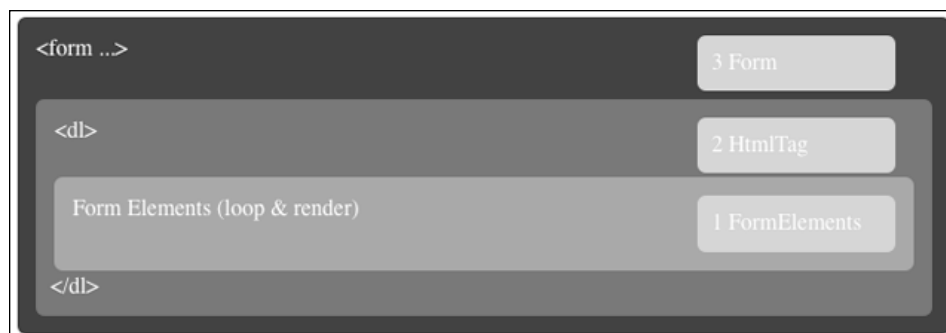 <form ...>
3 Form
<dl>
2 HtmlTag
Form Elements (loop & render)
1 FormElements
</dl>